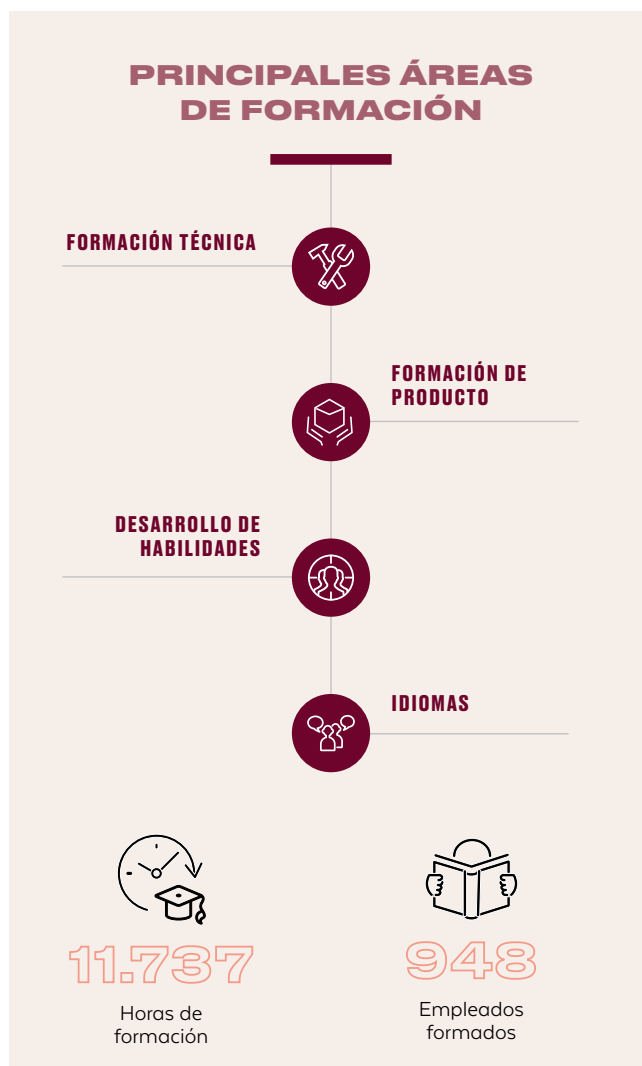 PRINCIPALES ÁREAS
DE FORMACIÓN
FORMACIÓN TÉCNICA
FORMACIÓN DE
PRODUCTO
DESARROLLO DE
HABILIDADES
IDIOMAS
11.737
Horas de
formación
948
Empleados
formados